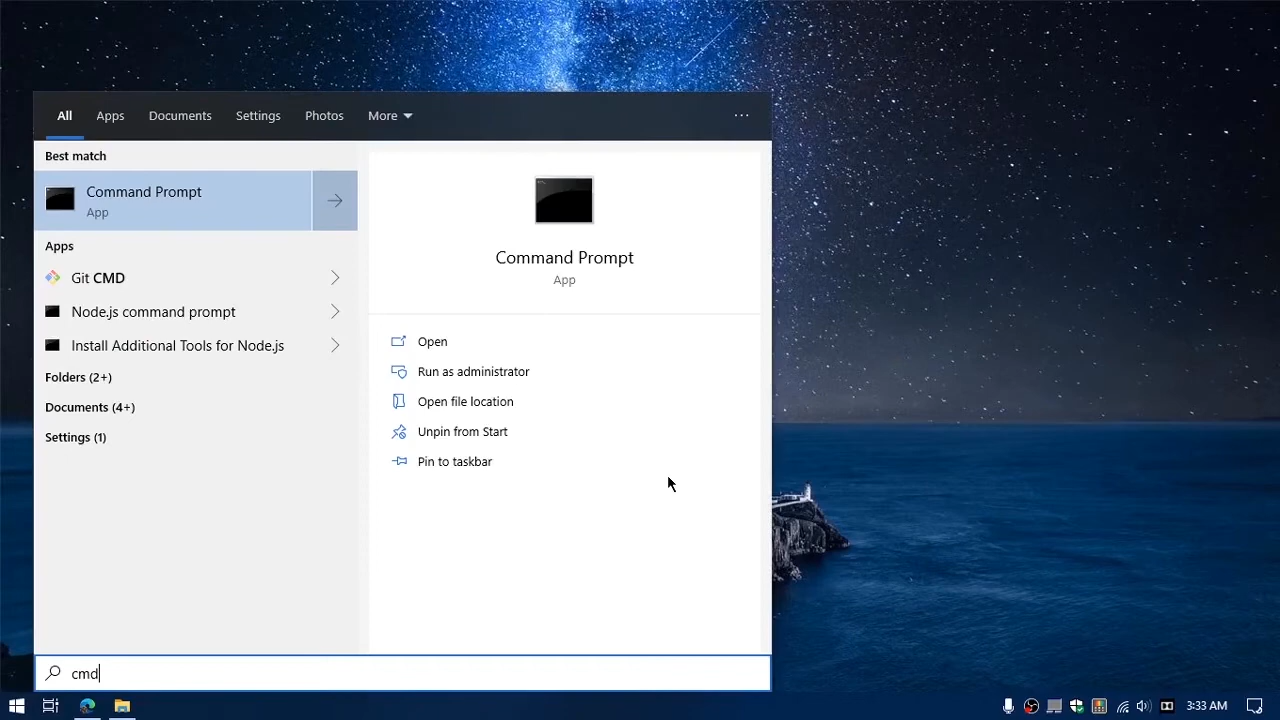 All Apps Documents Settings Photos More ...
Best match
Command Prompt
App
Apps
Git CMD
Node.js command prompt
Install Additional Tools for Node.js
Folders (2+)
Documents (4+)
Settings (1)
Command Prompt
App
Open
Run as administrator
Open file location
Unpin from Start
Pin to taskbar
cmd
3:33 AM